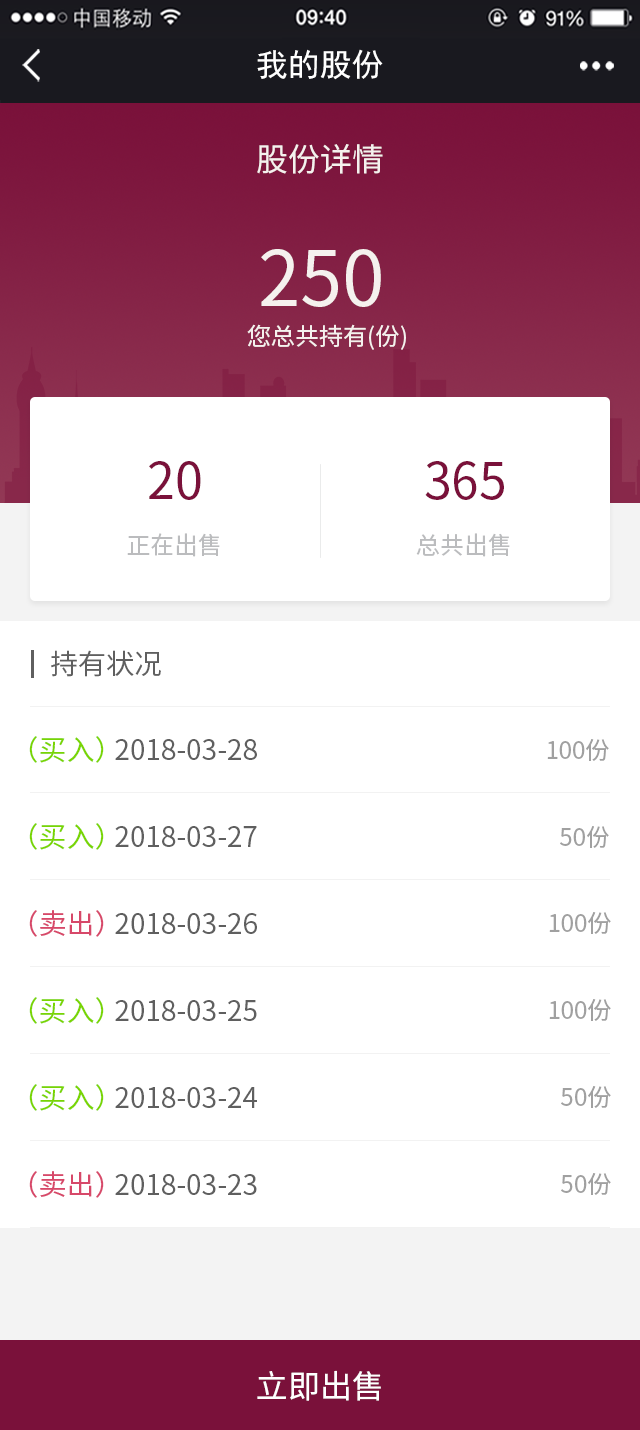 中国移动 09:40 91%
我的股份
股份详情
250
您总共持有(份)
20 365
正在出售 总共出售
持有状况
(买入) 2018-03-28 100份
(买入) 2018-03-27 50份
(卖出) 2018-03-26 100份
(买入) 2018-03-25 100份
(买入) 2018-03-24 50份
(卖出) 2018-03-23 50份
立即出售